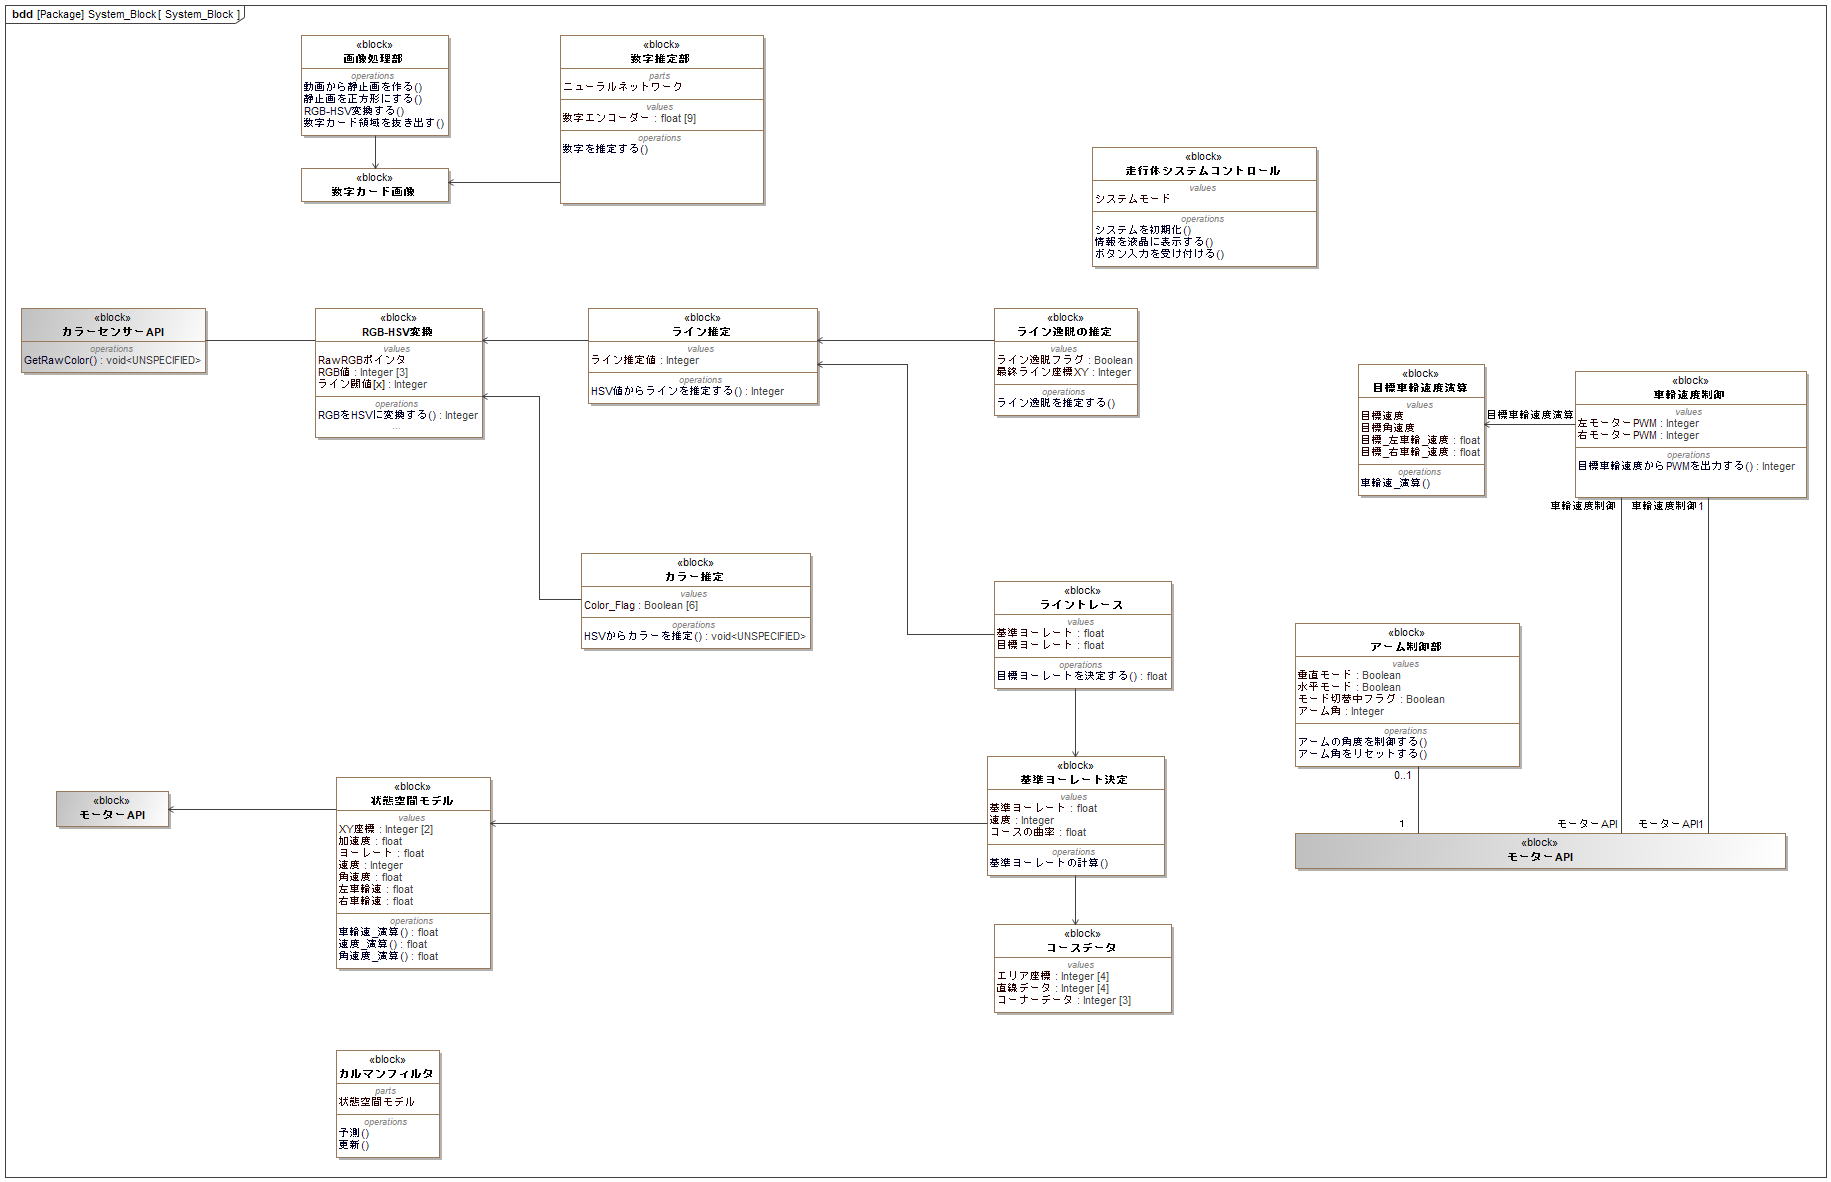 bdd [Package] System_Block [ System_Block ]
«block»
画像処理部
operations
動画から静止画を作る()
静止画を正方形にする()
RGB-HSV変換する()
数字カード領域を抜き出す()
«block»
数字推定部
parts
ニューラルネットワーク
values
数字エンコーダー : float [9]
operations
数字を推定する()
«block»
数字カード画像
«block»
走行体システムコントロール
values
システムモード
operations
システムを初期化()
情報を液晶に表示する()
ボタン入力を受け付ける()
«block»
カラーセンサーAPI
operations
GetRawColor() : void<UNSPECIFIED>
«block»
RGB-HSV変換
values
RawRGBポインタ
RGB値 : Integer [3]
ライン閾値[x] : Integer
operations
RGBをHSVに変換する() : Integer
...
«block»
ライン推定
values
ライン推定値 : Integer
operations
HSV値からラインを推定する() : Integer
«block»
ライン逸脱の推定
values
ライン逸脱フラグ : Boolean
最終ライン座標XY : Integer
operations
ライン逸脱を推定する()
«block»
目標車輪速度演算
values
目標速度
目標角速度
目標_左車輪_速度 : float
目標_右車輪_速度 : float
operations
車輪速_演算()
目標車輪速度演算
«block»
車輪速度制御
values
左モーターPWM : Integer
右モーターPWM : Integer
operations
目標車輪速度からPWMを出力する() : Integer
車輪速度制御
車輪速度制御1
«block»
カラー推定
values
Color_Flag : Boolean [6]
operations
HSVからカラーを推定() : void<UNSPECIFIED>
«block»
ライントレース
values
基準ヨーレート : float
目標ヨーレート : float
operations
目標ヨーレートを決定する() : float
«block»
アーム制御部
values
垂直モード : Boolean
水平モード : Boolean
モード切替中フラグ : Boolean
アーム角 : Integer
operations
アームの角度を制御する()
アーム角をリセットする()
0..1
1
モーターAPI
モーターAPI1
«block»
モーターAPI
«block»
モーターAPI
«block»
状態空間モデル
values
XY座標 : Integer [2]
加速度 : float
ヨーレート : float
速度 : Integer
角速度 : float
左車輪速 : float
右車輪速 : float
operations
車輪速_演算() : float
速度_演算() : float
角速度_演算() : float
«block»
基準ヨーレート決定
values
基準ヨーレート : float
速度 : Integer
コースの曲率 : float
operations
基準ヨーレートの計算()
«block»
コースデータ
values
エリア座標 : Integer [4]
直線データ : Integer [4]
コーナーデータ : Integer [3]
«block»
カルマンフィルタ
parts
状態空間モデル
operations
予測()
更新()